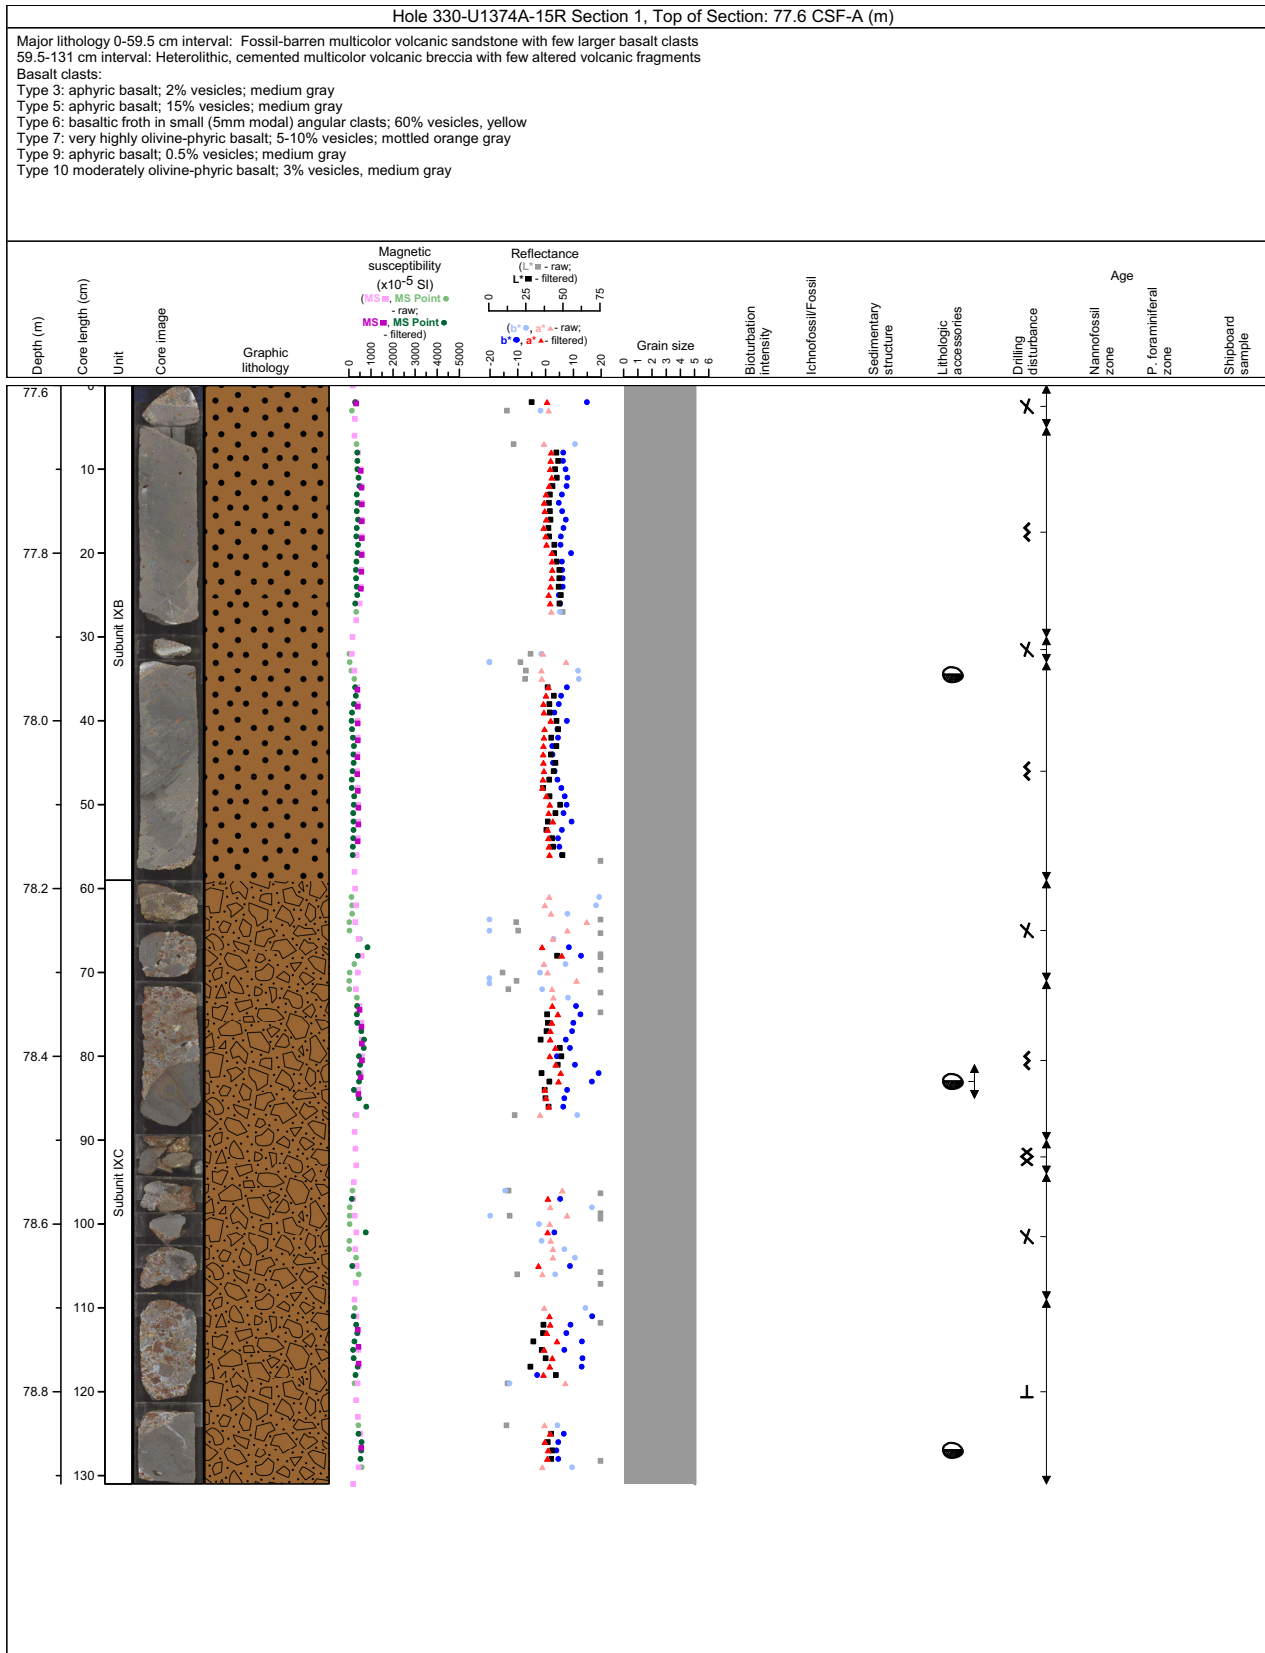 Hole 330-U1374A-15R Section 1, Top of Section: 77.6 CSF-A (m)
Major lithology 0-59.5 cm interval: Fossil-barren multicolor volcanic sandstone with few larger basalt clasts
59.5-131 cm interval: Heterolithic, cemented multicolor volcanic breccia with few altered volcanic fragments
Basalt clasts:
Type 3: aphyric basalt; 2% vesicles; medium gray
Type 5: aphyric basalt; 15% vesicles; medium gray
Type 6: basaltic froth in small (5mm modal) angular clasts; 60% vesicles, yellow
Type 7: very highly olivine-phyric basalt; 5-10% vesicles; mottled orange gray
Type 9: aphyric basalt; 0.5% vesicles; medium gray
Type 10 moderately olivine-phyric basalt; 3% vesicles, medium gray
Depth (m)
Core length (cm)
Unit
Core image
Graphic
lithology
Magnetic
susceptibility
(x10-5 SI)
(MS■, MS Point●
- raw;
MS■, MS Point●
- filtered)
0 1000 2000 3000 4000 5000
Reflectance
(L*■ - raw;
L*■ - filtered)
0 25 50 75
(b*●, a*▲ - raw;
b*●, a*▲ - filtered)
-20 -10 0 10 20
Grain size
0 1 2 3 4 5 6
Bioturbation
intensity
Ichnofossil/Fossil
Sedimentary
structure
Lithologic
accessories
Drilling
disturbance
Age
Nannofossil
zone
P. foraminiferal
zone
Shipboard
sample
77.6
77.8
78.0
78.2
78.4
78.6
78.8
0
10
20
30
40
50
60
70
80
90
100
110
120
130
Subunit IXB
Subunit IXC